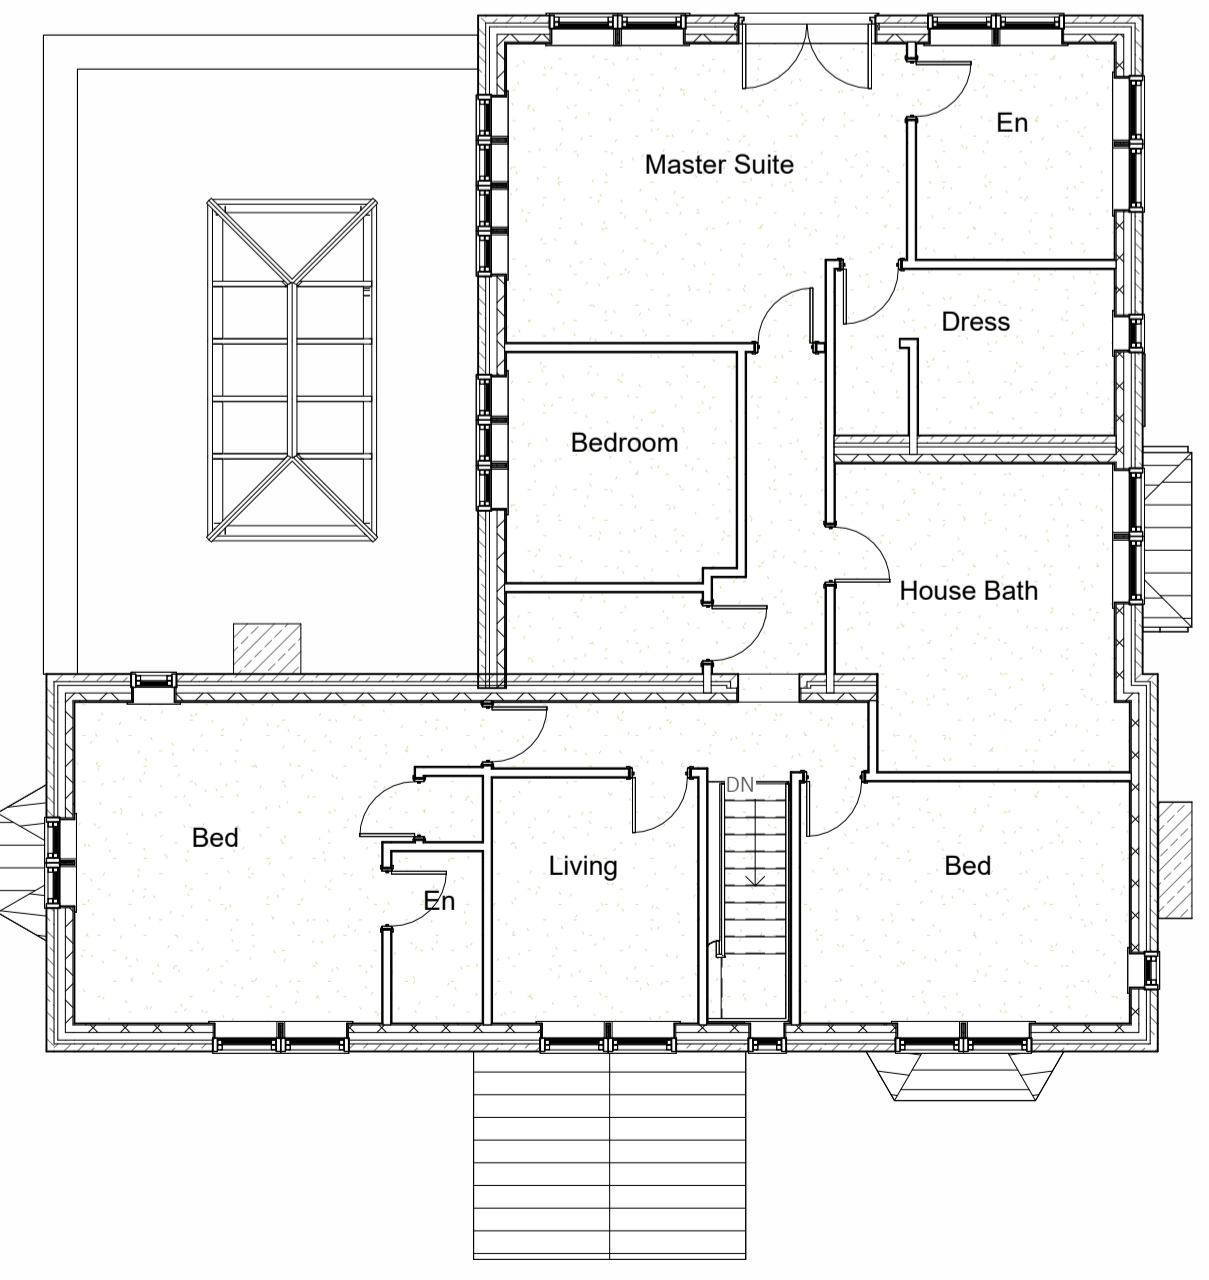 En
Master Suite
Dress
Bedroom
House Bath
DN
Bed
Living
Bed
En